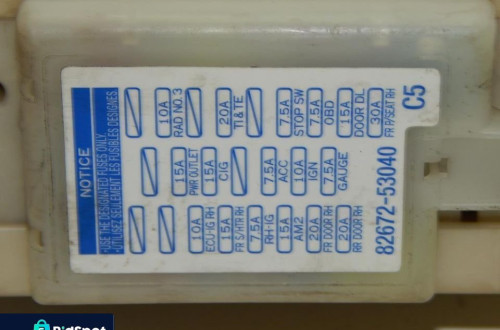 NOTICE
USE THE DESIGNATED FUSES ONLY.
UTILISEZ SEULEMENT LES FUSIBLES DESIGNES.
10A RAD NO.3
20A TI&TE
7.5A STOP SW
7.5A OBD
15A DOOR DL
30A FR P/SEAT RH
15A PWR OUTLET
15A CIG
7.5A ACC
10A IGN
7.5A GAUGE
10A ECU-IG RH
15A FR S/HTR RH
7.5A RH-IG
15A AM2
20A FR DOOR RH
20A RR DOOR RH
82672-53040
C5
BidSpot